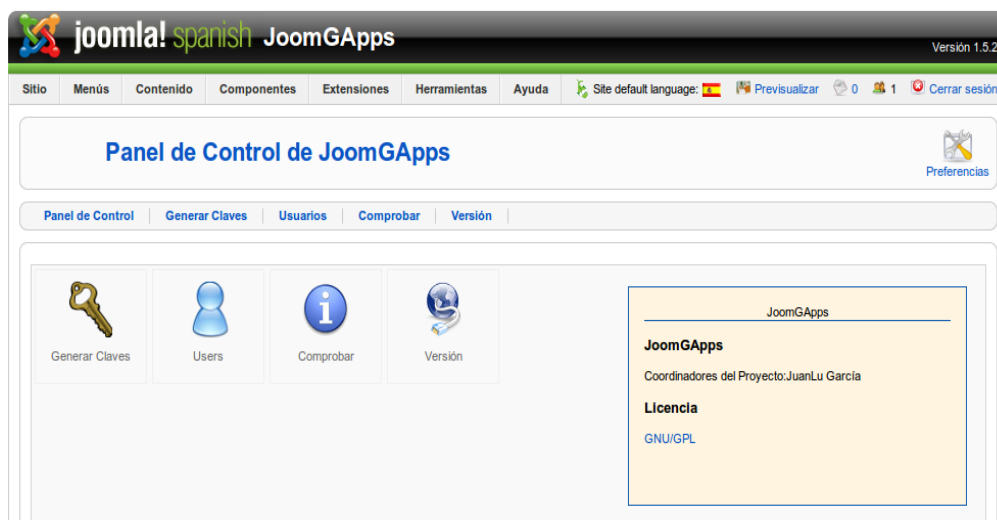 joomla! spanish JoomGApps
Versión 1.5.2
Sitio Menús Contenido Componentes Extensiones Herramientas Ayuda Site default language: Previsualizar 0 1 Cerrar sesión
Panel de Control de JoomGApps
Preferencias
Panel de Control Generar Claves Usuarios Comprobar Versión
JoomGApps
JoomGApps
Generar Claves Users Comprobar Versión
Coordinadores del Proyecto:JuanLu García
Licencia
GNU/GPL